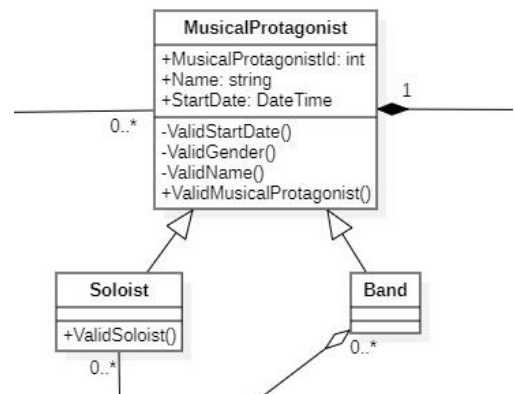 MusicalProtagonist
+MusicalProtagonistId: int
+Name: string
+StartDate: DateTime
1
0..*
-ValidStartDate()
-ValidGender()
-ValidName()
+ValidMusicalProtagonist()
Soloist
Band
+ValidSoloist()
0..*
0..*